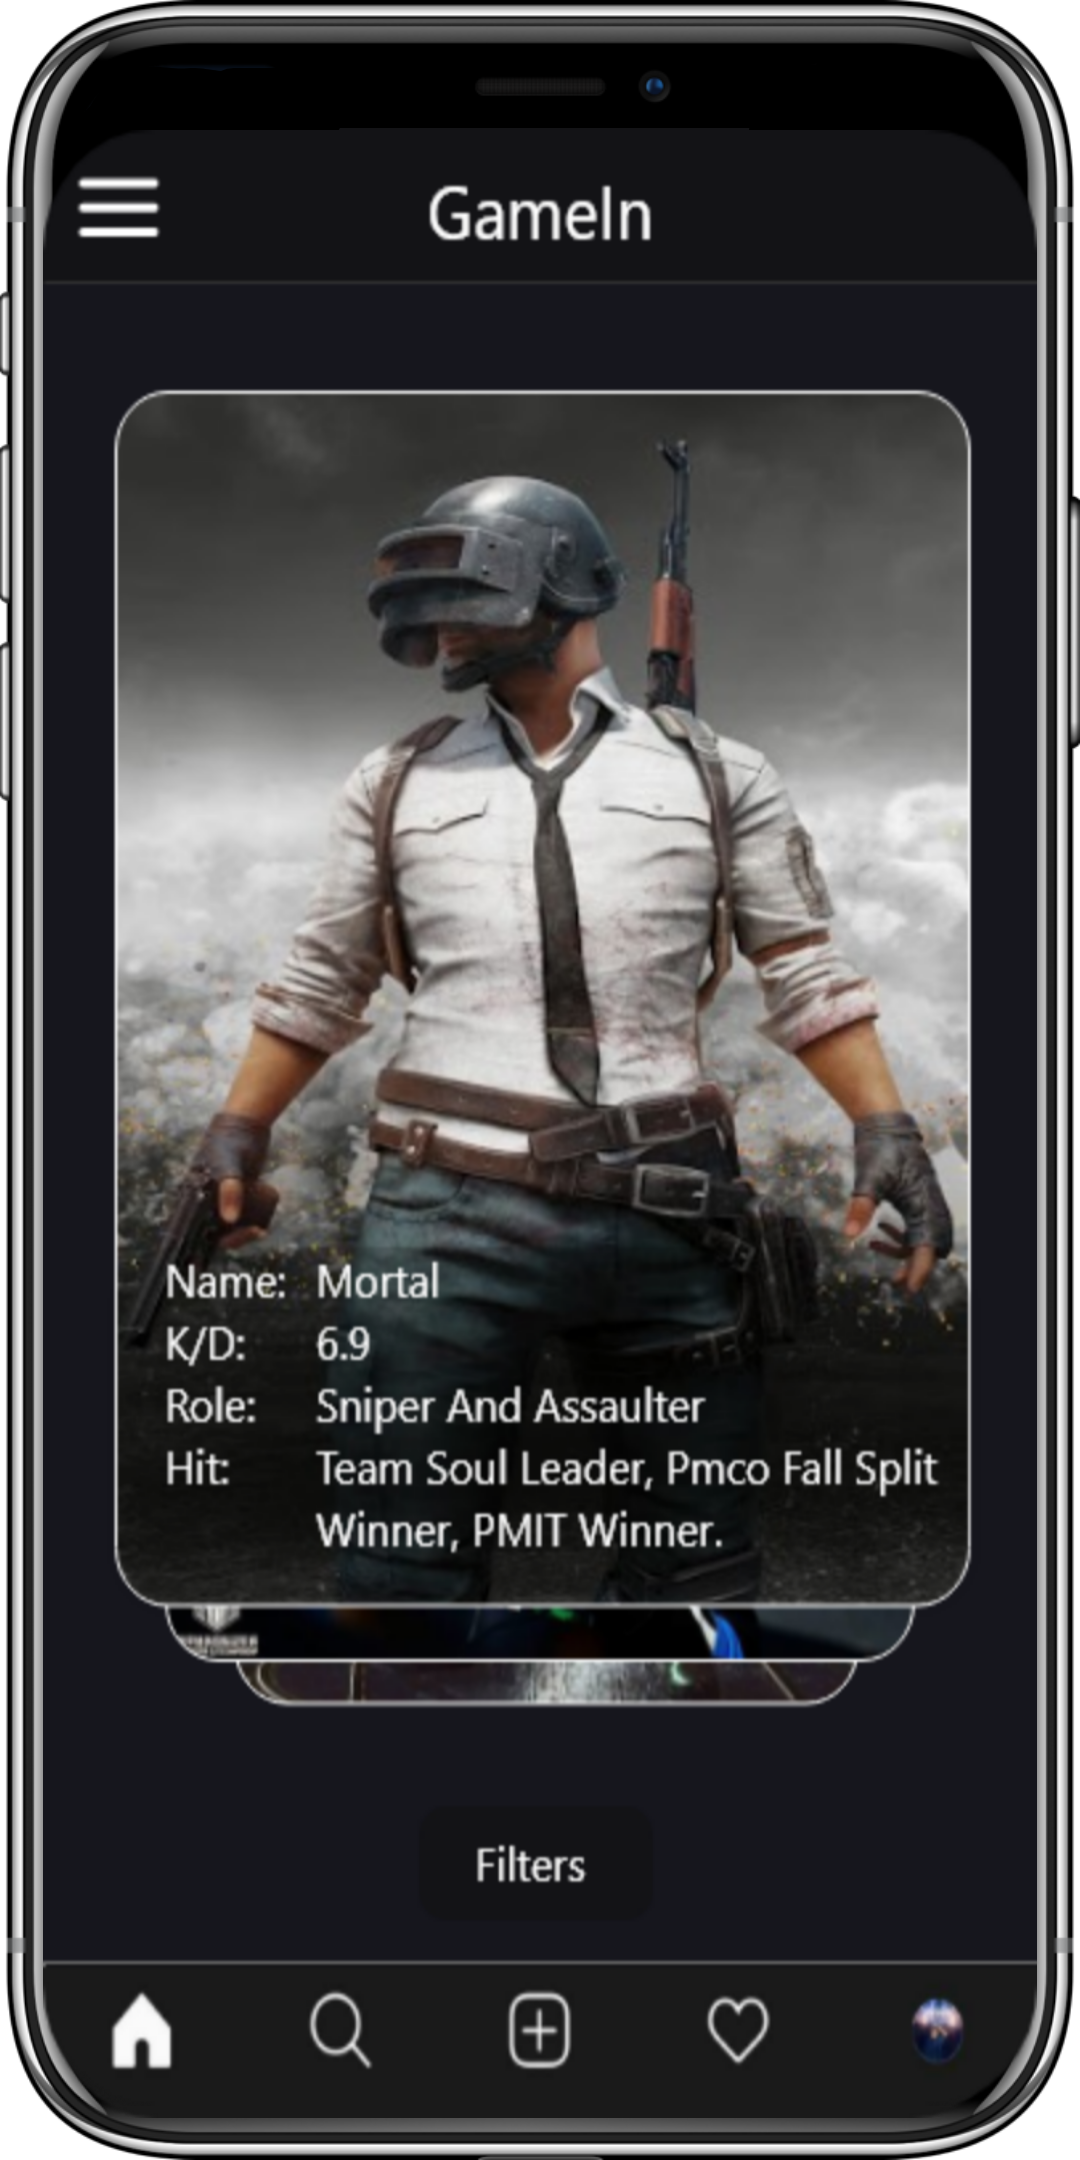 GameIn
Name: Mortal
K/D: 6.9
Role: Sniper And Assaulter
Hit: Team Soul Leader, Pmco Fall Split
Winner, PMIT Winner.
Filters